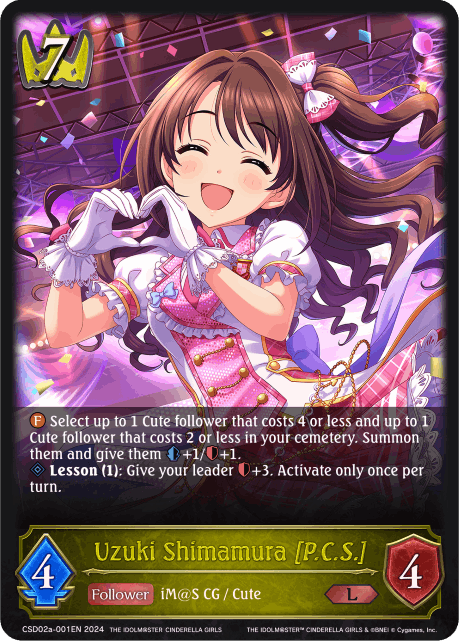 7
F Select up to 1 Cute follower that costs 4 or less and up to 1
Cute follower that costs 2 or less in your cemetery. Summon
them and give them +1/+1.
Lesson (1): Give your leader +3. Activate only once per
turn.
Uzuki Shimamura [P.C.S.]
4
Follower iM@S CG / Cute
L
4
CSD02a-001EN 2024 THE IDOLM@STER CINDERELLA GIRLS THE IDOLM@STER™ CINDERELLA GIRLS & ©BNEI © Cygames, Inc.